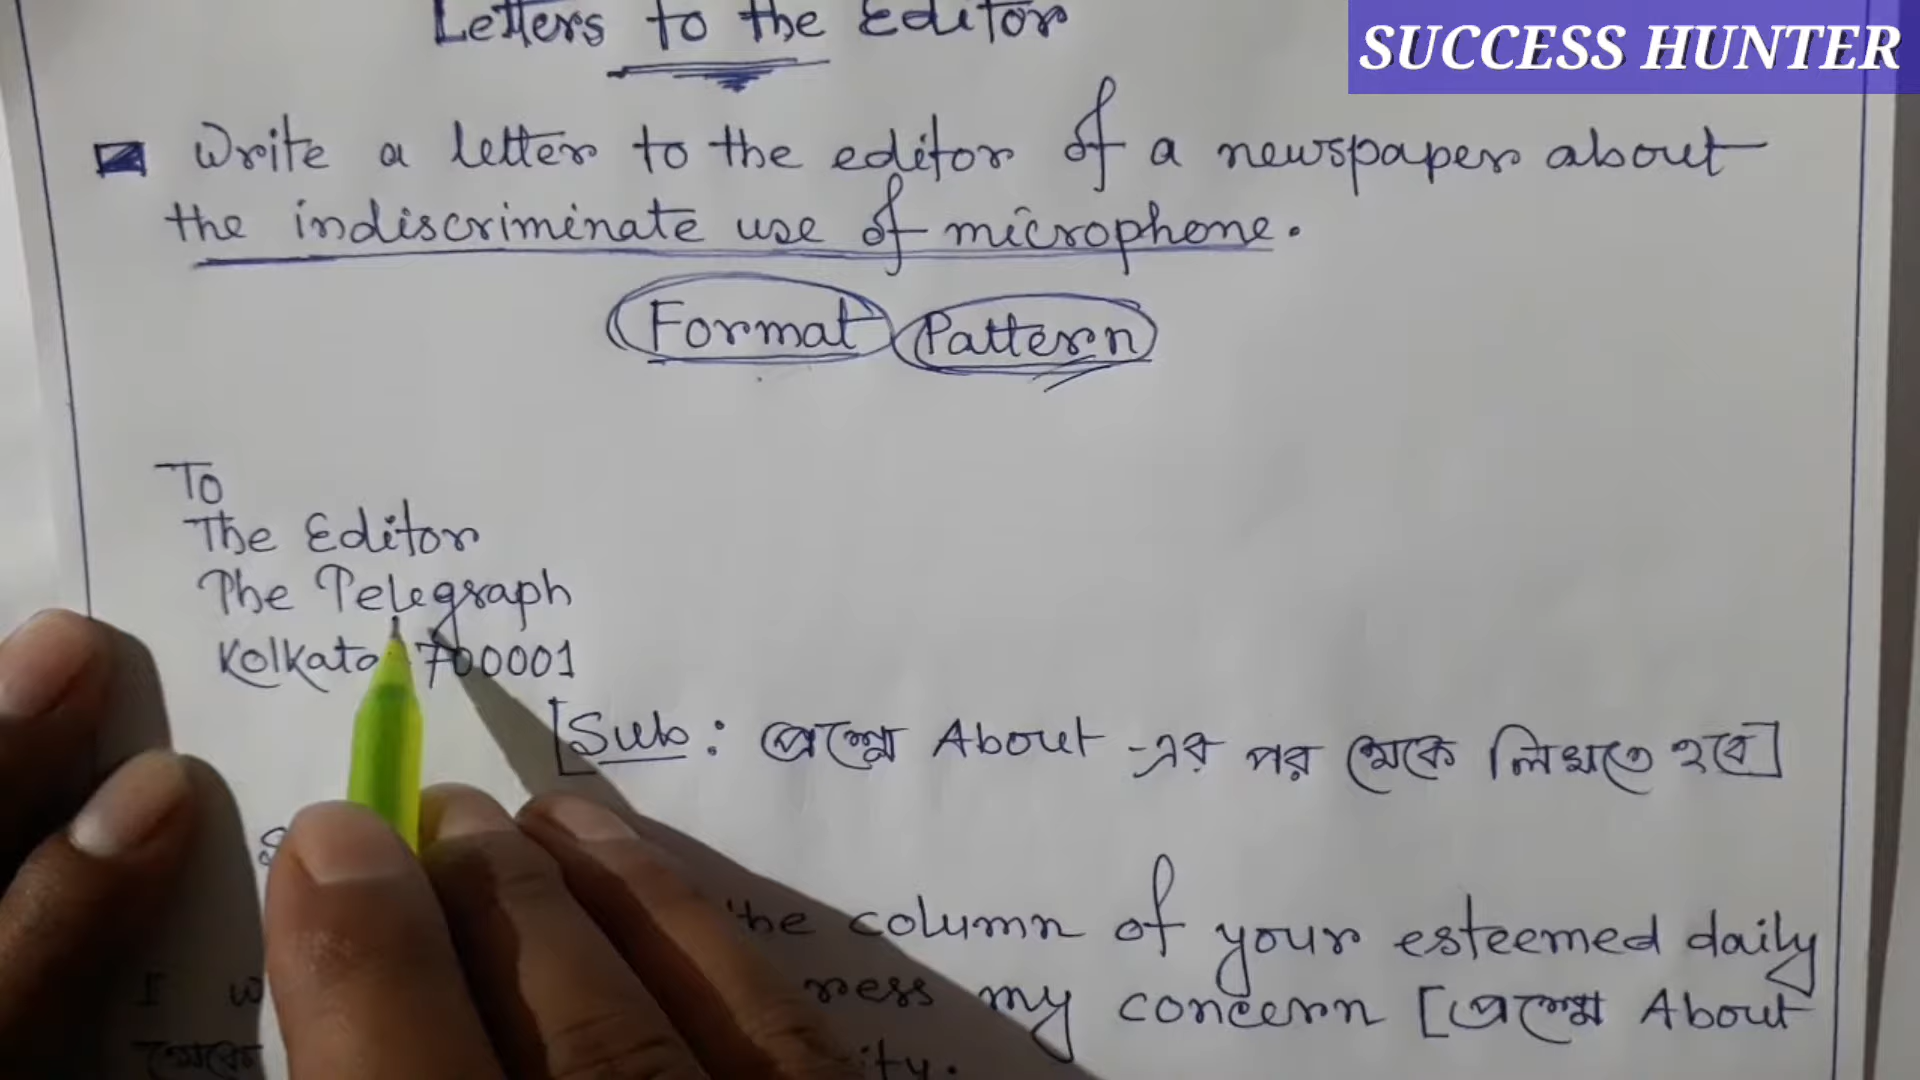 Letters to the Editor
SUCCESS HUNTER
Write a letter to the editor of a newspaper about
the indiscriminate use of microphone.
Format Pattern
To
The Editor
The Telegraph
Kolkata 700001
[Sub: প্রশ্নে About -এর পর থেকে লিখতে হবে]
the column of your esteemed daily
I my concern [প্রশ্নে About
থেকে